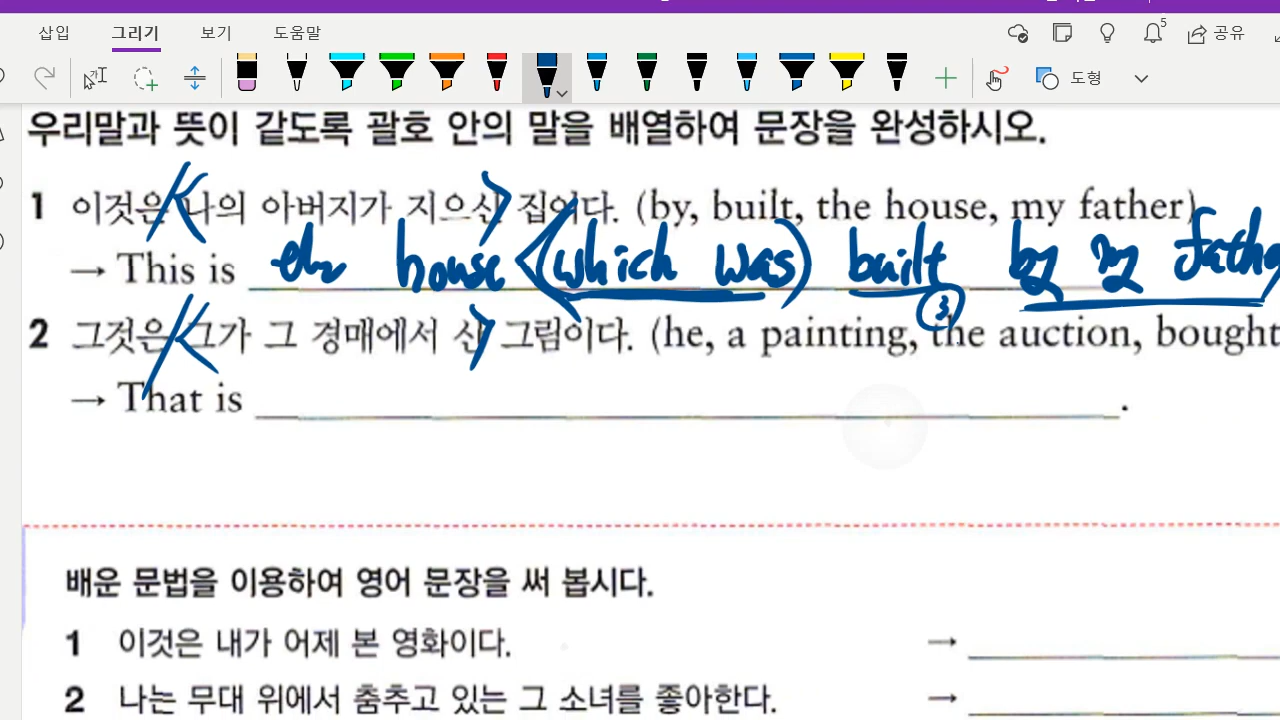 삽입 그리기 보기 도움말 5 공유
가 도형
우리말과 뜻이 같도록 괄호 안의 말을 배열하여 문장을 완성하시오.
1 이것은 나의 아버지가 지으신 집이다. (by, built, the house, my father)
→ This is the house (which was) built by my father
3
2 그것은 그가 그 경매에서 산 그림이다. (he, a painting, the auction, bought
→ That is .
배운 문법을 이용하여 영어 문장을 써 봅시다.
1 이것은 내가 어제 본 영화이다. →
2 나는 무대 위에서 춤추고 있는 그 소녀를 좋아한다. →